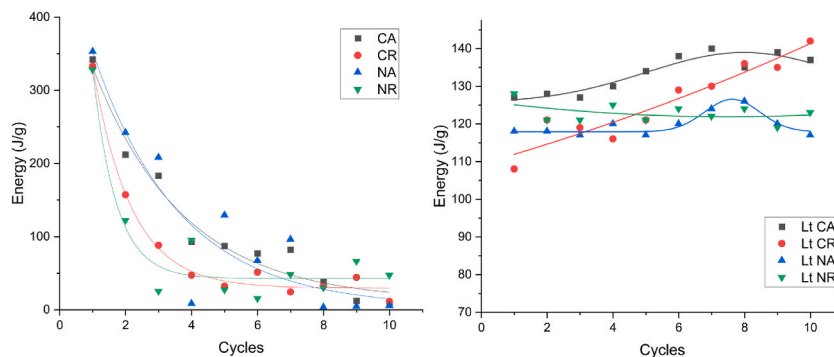 400
300
200
100
0
Energy (J/g)
0
2
4
6
8
10
Cycles
CA
CR
NA
NR
140
130
120
110
100
90
80
70
Energy (J/g)
0
2
4
6
8
10
Cycles
Lt CA
Lt CR
Lt NA
Lt NR